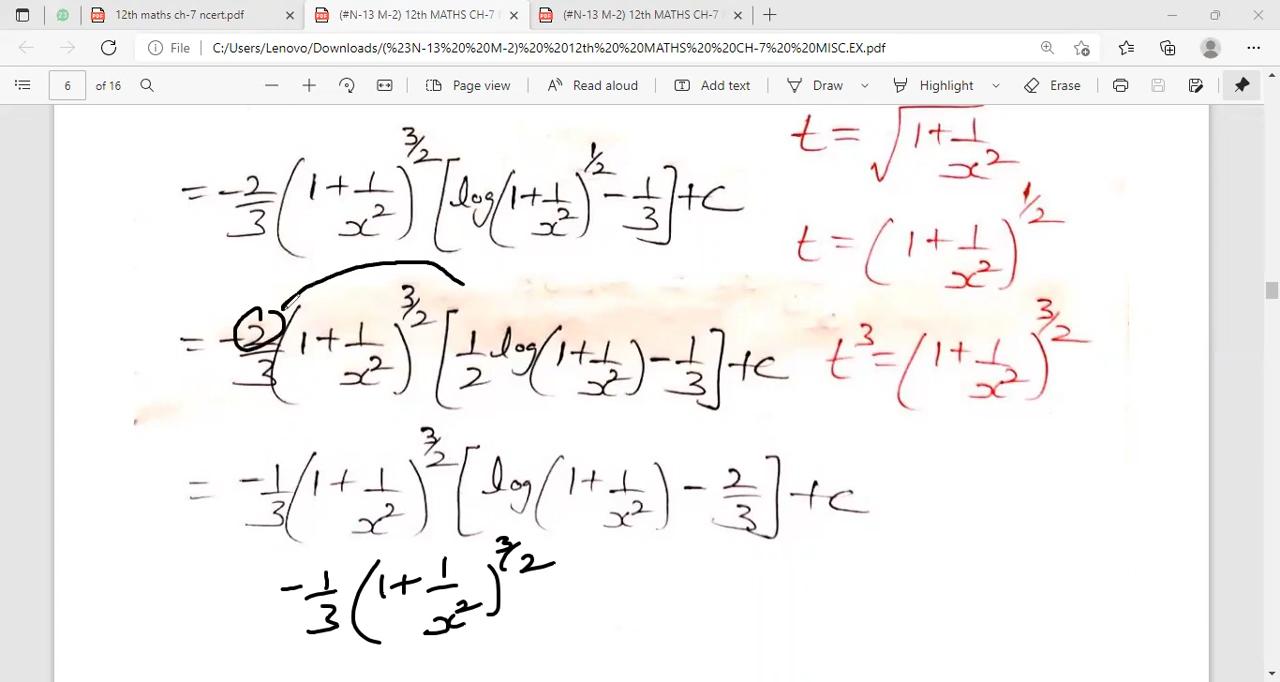 12th maths ch-7 ncert.pdf
(#N-13 M-2) 12th MATHS CH-7
(#N-13 M-2) 12th MATHS CH-7
23
File
C:/Users/Lenovo/Downloads/(%23N-13%20%20M-2)%20%2012th%20%20MATHS%20%20CH-7%20%20MISC.EX.pdf
6 of 16
Page view
Read aloud
Add text
Draw
Highlight
Erase
= -2/3 (1+1/x²)^3/2 [log(1+1/x²)^1/2 - 1/3] + C
t = √(1+1/x²)
t = (1+1/x²)^1/2
= -2/3 (1+1/x²)^3/2 [1/2 log(1+1/x²) - 1/3] + C
t³ = (1+1/x²)^3/2
= -1/3 (1+1/x²)^3/2 [log(1+1/x²) - 2/3] + C
-1/3 (1+1/x²)^3/2